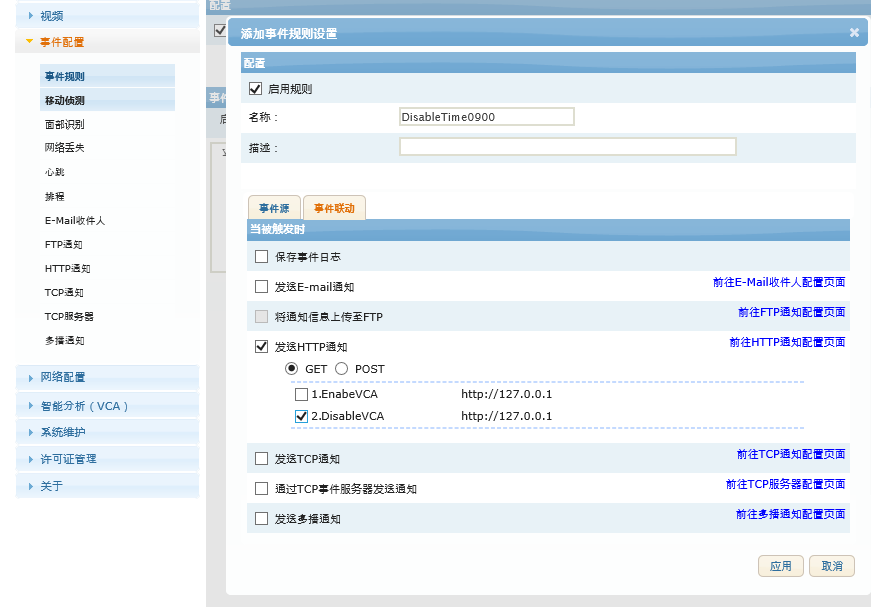 视频
事件配置
事件规则
移动侦测
面部识别
网络丢失
心跳
排程
E-Mail收件人
FTP通知
HTTP通知
TCP通知
TCP服务器
多播通知
网络配置
智能分析（VCA）
系统维护
许可证管理
关于
配置
事件
添加事件规则设置
配置
启用规则
名称： DisableTime0900
描述：
事件源 事件联动
当被触发时
保存事件日志
发送E-mail通知 前往E-Mail收件人配置页面
将通知信息上传至FTP 前往FTP通知配置页面
发送HTTP通知 前往HTTP通知配置页面
GET POST
1.EnabeVCA http://127.0.0.1
2.DisableVCA http://127.0.0.1
发送TCP通知 前往TCP通知配置页面
通过TCP事件服务器发送通知 前往TCP服务器配置页面
发送多播通知 前往多播通知配置页面
应用 取消